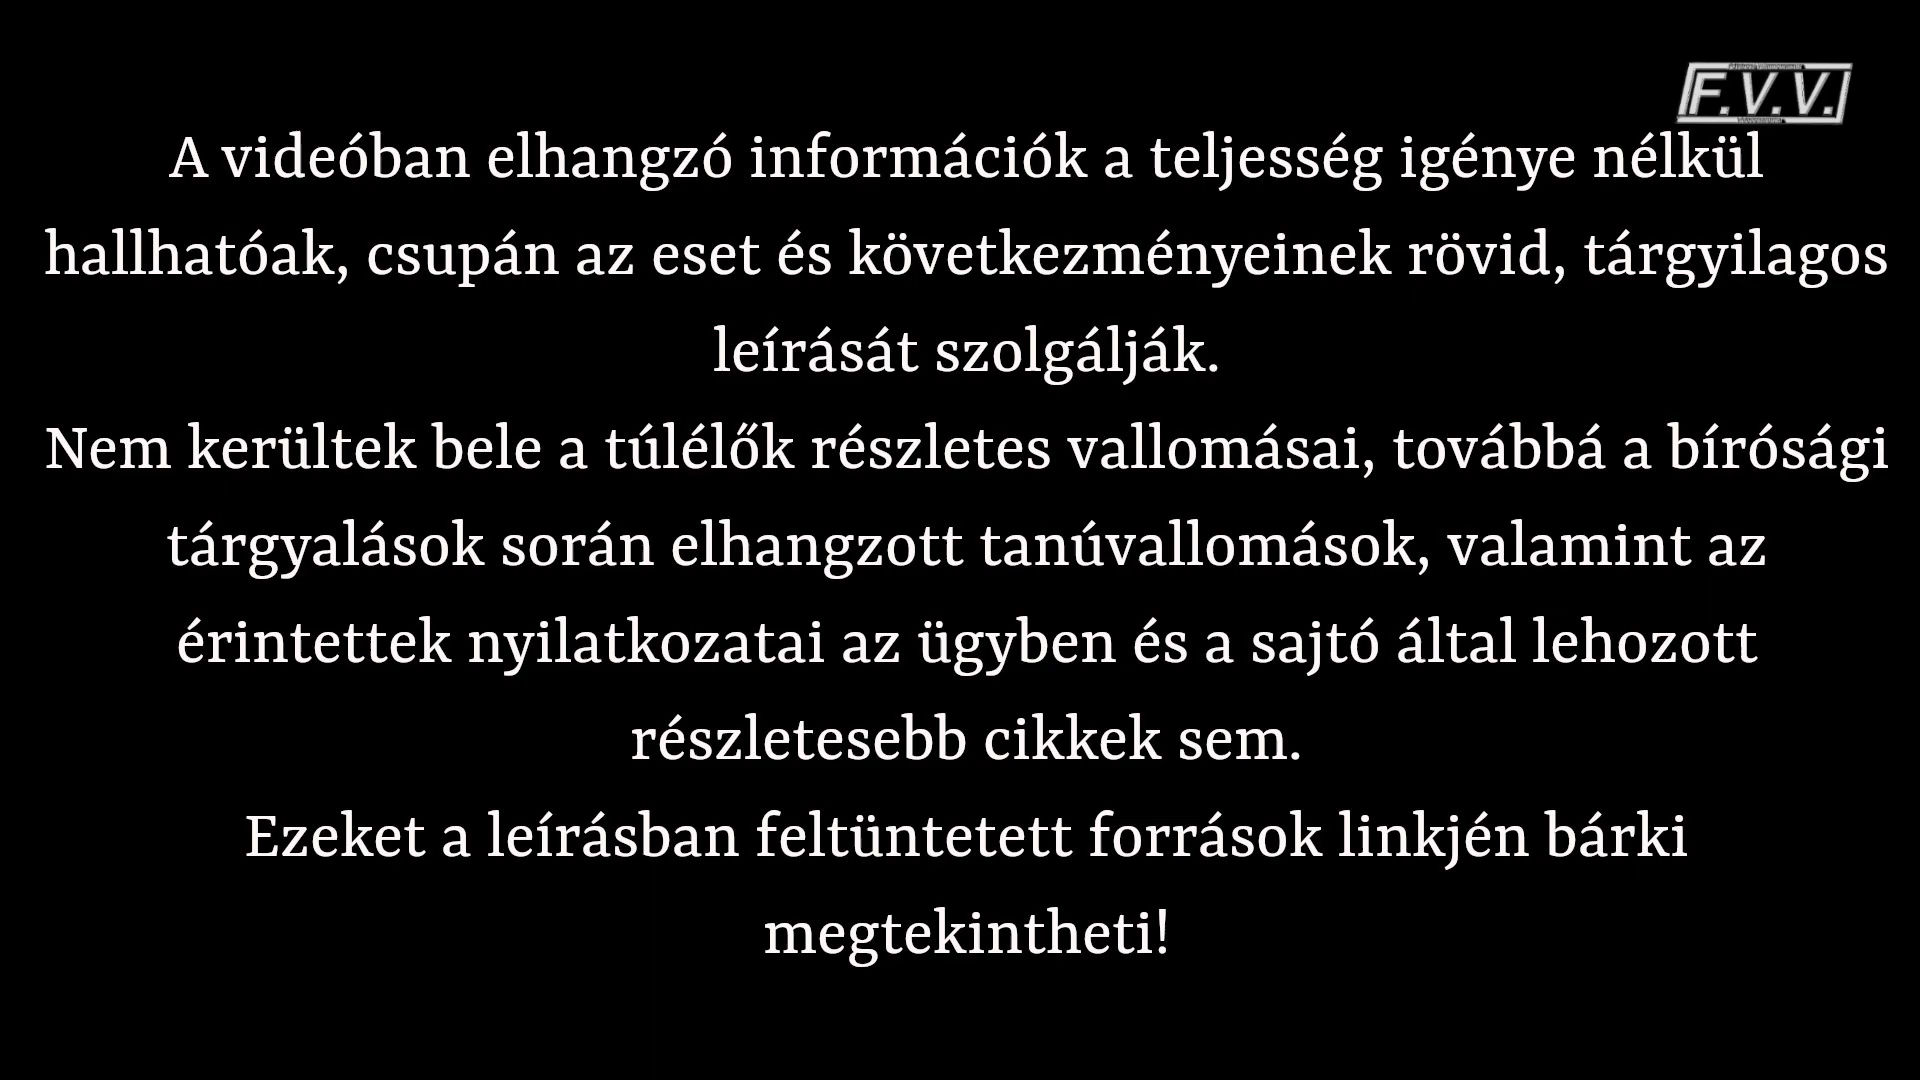 F.V.V.
A videóban elhangzó információk a teljesség igénye nélkül
hallhatóak, csupán az eset és következményeinek rövid, tárgyilagos
leírását szolgálják.
Nem kerültek bele a túlélők részletes vallomásai, továbbá a bírósági
tárgyalások során elhangzott tanúvallomások, valamint az
érintettek nyilatkozatai az ügyben és a sajtó által lehozott
részletesebb cikkek sem.
Ezeket a leírásban feltüntetett források linkjén bárki
megtekintheti!